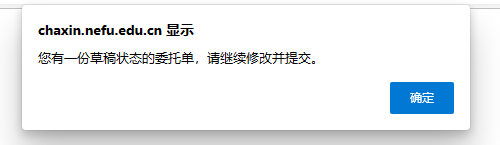 chaxin.nefu.edu.cn 显示
您有一份草稿状态的委托单，请继续修改并提交。
确定